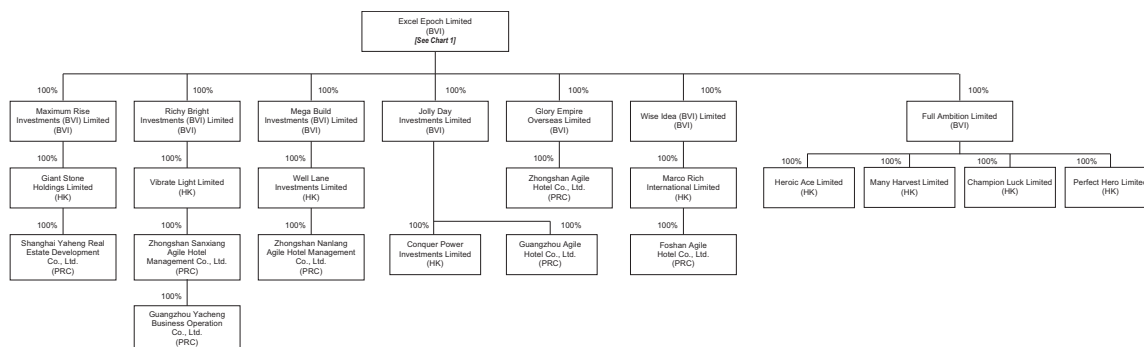 Excel Epoch Limited
(BVI)
[See Chart 1]
100%
100%
100%
100%
100%
100%
100%
Maximum Rise
Investments (BVI) Limited
(BVI)
Richy Bright
Investments (BVI) Limited
(BVI)
Mega Build
Investments (BVI) Limited
(BVI)
Jolly Day
Investments Limited
(BVI)
Glory Empire
Overseas Limited
(BVI)
Wise Idea (BVI) Limited
(BVI)
Full Ambition Limited
(BVI)
100%
100%
100%
100%
100%
100%
100%
100%
100%
Giant Stone
Holdings Limited
(HK)
Vibrate Light Limited
(HK)
Well Lane
Investments Limited
(HK)
Zhongshan Agile
Hotel Co., Ltd.
(PRC)
Marco Rich
International Limited
(HK)
Heroic Ace Limited
(HK)
Many Harvest Limited
(HK)
Champion Luck Limited
(HK)
Perfect Hero Limited
(HK)
100%
100%
100%
100%
100%
100%
Shanghai Yaheng Real
Estate Development
Co., Ltd.
(PRC)
Zhongshan Sanxiang
Agile Hotel
Management Co., Ltd.
(PRC)
Zhongshan Nanlang
Agile Hotel Management
Co., Ltd.
(PRC)
Conquer Power
Investments Limited
(HK)
Guangzhou Agile
Hotel Co., Ltd.
(PRC)
Foshan Agile
Hotel Co., Ltd.
(PRC)
100%
Guangzhou Yacheng
Business Operation
Co., Ltd.
(PRC)